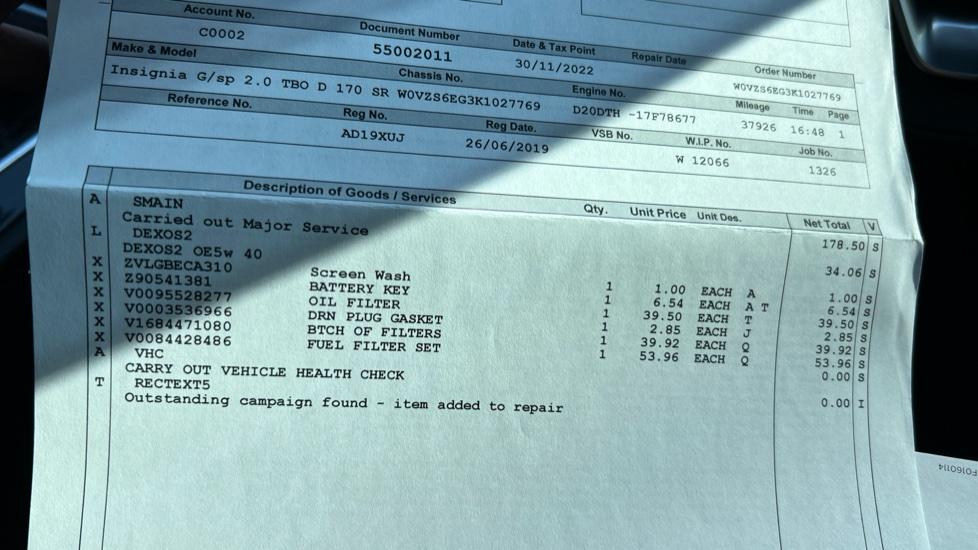 Account No. Document Number Date & Tax Point Repair Date Order Number
C0002 55002011 30/11/2022 W0VZS6EG3K1027769
Make & Model Chassis No. Engine No. Mileage Time Page
Insignia G/sp 2.0 TBO D 170 SR W0VZS6EG3K1027769 D20DTH -17F78677 37926 16:48 1
Reference No. Reg No. Reg Date. VSB No. W.I.P. No. Job No.
AD19XUJ 26/06/2019 W 12066 1326
Description of Goods / Services Qty. Unit Price Unit Des. Net Total V
A SMAIN
Carried out Major Service 178.50 S
L DEXOS2
DEXOS2 OE5w 40 34.06 S
X ZVLGBECA310 Screen Wash 1 1.00 EACH A 1.00 S
X Z90541381 BATTERY KEY 1 6.54 EACH A T 6.54 S
X V0095528277 OIL FILTER 1 39.50 EACH T 39.50 S
X V0003536966 DRN PLUG GASKET 1 2.85 EACH J 2.85 S
X V1684471080 BTCH OF FILTERS 1 39.92 EACH Q 39.92 S
X V0084428486 FUEL FILTER SET 1 53.96 EACH Q 53.96 S
A VHC
CARRY OUT VEHICLE HEALTH CHECK 0.00 S
T RECTEXT5
Outstanding campaign found - item added to repair 0.00 I
F0160114